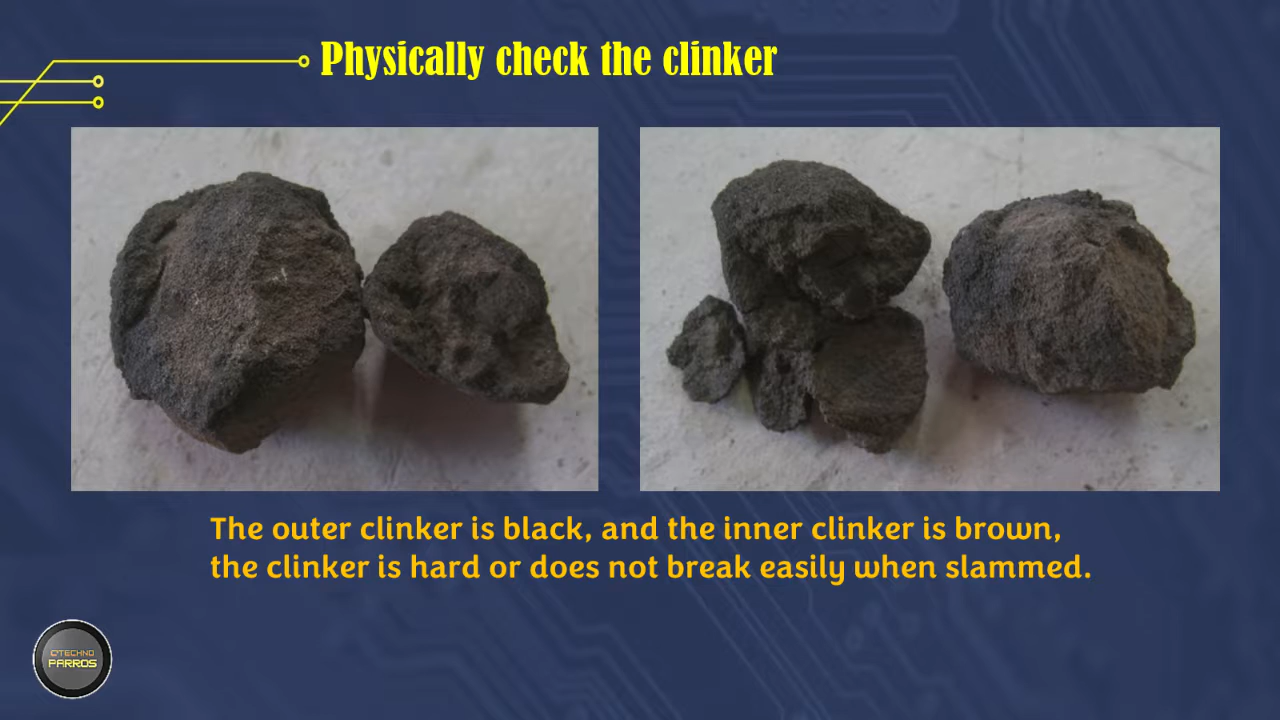 Physically check the clinker
The outer clinker is black, and the inner clinker is brown,
the clinker is hard or does not break easily when slammed.
C'TECHNO
PARROS